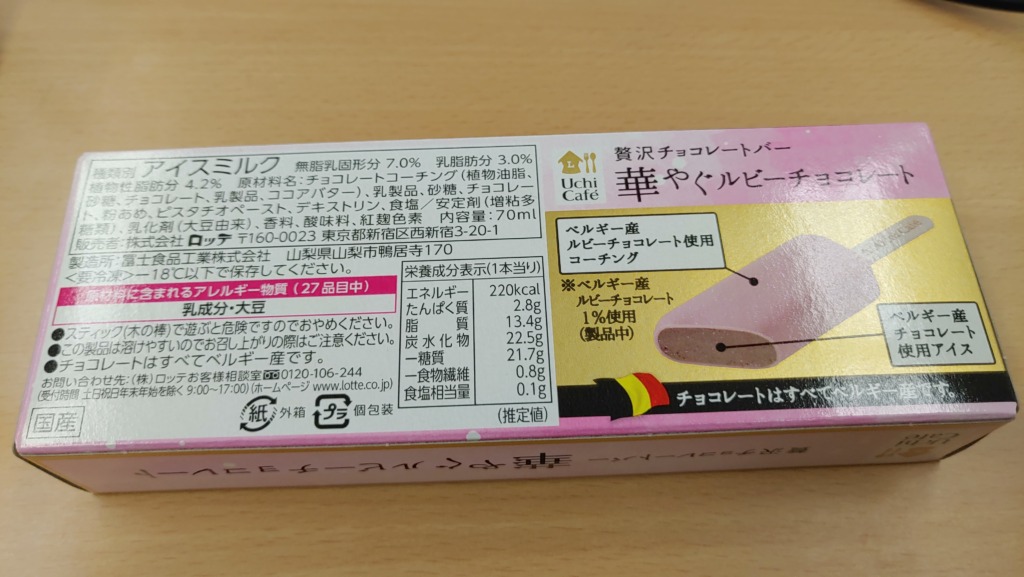 種類別 アイスミルク 無脂乳固形分 7.0% 乳脂肪分 3.0%
植物性脂肪分 4.2% 原材料名:チョコレートコーチング(植物油脂、
砂糖、チョコレート、乳製品、ココアバター)、乳製品、砂糖、チョコレー
ト、粉あめ、ピスタチオペースト、デキストリン、食塩/安定剤(増粘多
糖類)、乳化剤(大豆由来)、香料、酸味料、紅麹色素 内容量:70ml
販売者:株式会社 ロッテ 〒160-0023 東京都新宿区西新宿3-20-1
製造所:富士食品工業株式会社 山梨県山梨市鴨居寺170
<要冷凍>-18℃以下で保存してください。
原材料に含まれるアレルギー物質(27品目中)
乳成分・大豆
●スティック(木の棒)で遊ぶと危険ですのでおやめください。
●この製品は溶けやすいのでお召し上がりの際はご注意ください。
●チョコレートはすべてベルギー産です。
お問い合わせ先:(株)ロッテお客様相談室 0120-106-244
(受付時間 土日祝日年末年始を除く 9:00~17:00)(ホームページ www.lotte.co.jp)
国産
紙 外箱 プラ 個包装
栄養成分表示(1本当り)
エネルギー 220kcal
たんぱく質 2.8g
脂質 13.4g
炭水化物 22.5g
-糖質 21.7g
-食物繊維 0.8g
食塩相当量 0.1g
(推定値)
Uchi
Café
贅沢チョコレートバー
華やぐルビーチョコレート
ベルギー産
ルビーチョコレート使用
コーチング
※ベルギー産
ルビーチョコレート
1%使用
(製品中)
ベルギー産
チョコレート
使用アイス
チョコレートはすべてベルギー産です。
贅沢チョコレートバー 華やぐルビーチョコレート